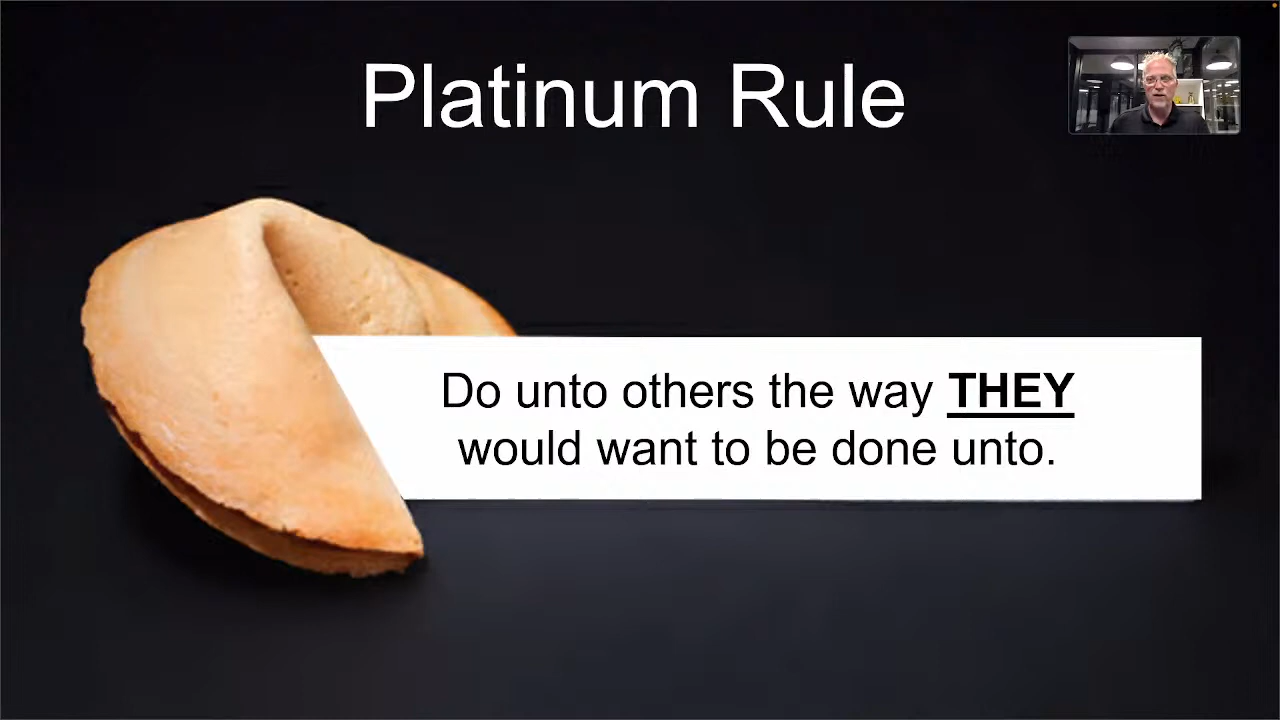 Platinum Rule
Do unto others the way THEY
would want to be done unto.